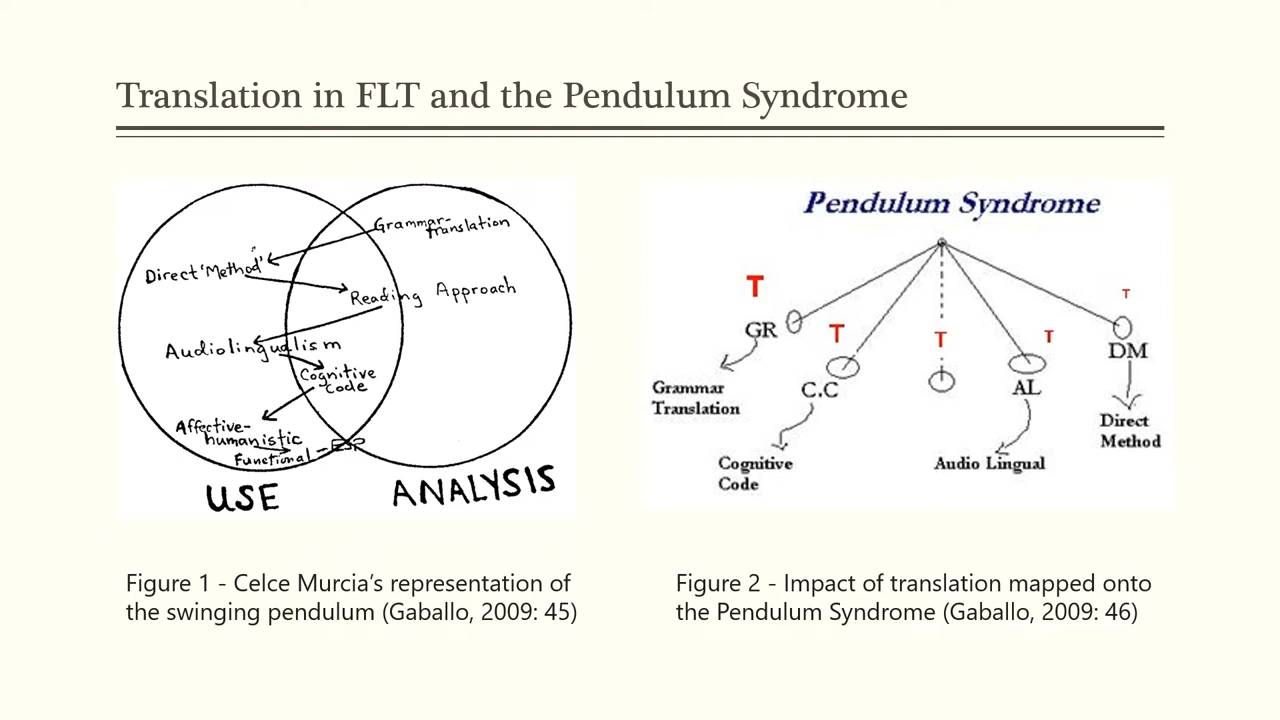 Translation in FLT and the Pendulum Syndrome
Grammar-
Translation
Direct 'Method'
Reading Approach
Audiolingualism
Cognitive
Code
Affective-
humanistic
Functional - ESP
USE
ANALYSIS
Figure 1 - Celce Murcia's representation of
the swinging pendulum (Gaballo, 2009: 45)
Pendulum Syndrome
T
T
T
T
T
GR
C.C
AL
DM
Grammar
Translation
Cognitive
Code
Audio Lingual
Direct
Method
Figure 2 - Impact of translation mapped onto
the Pendulum Syndrome (Gaballo, 2009: 46)